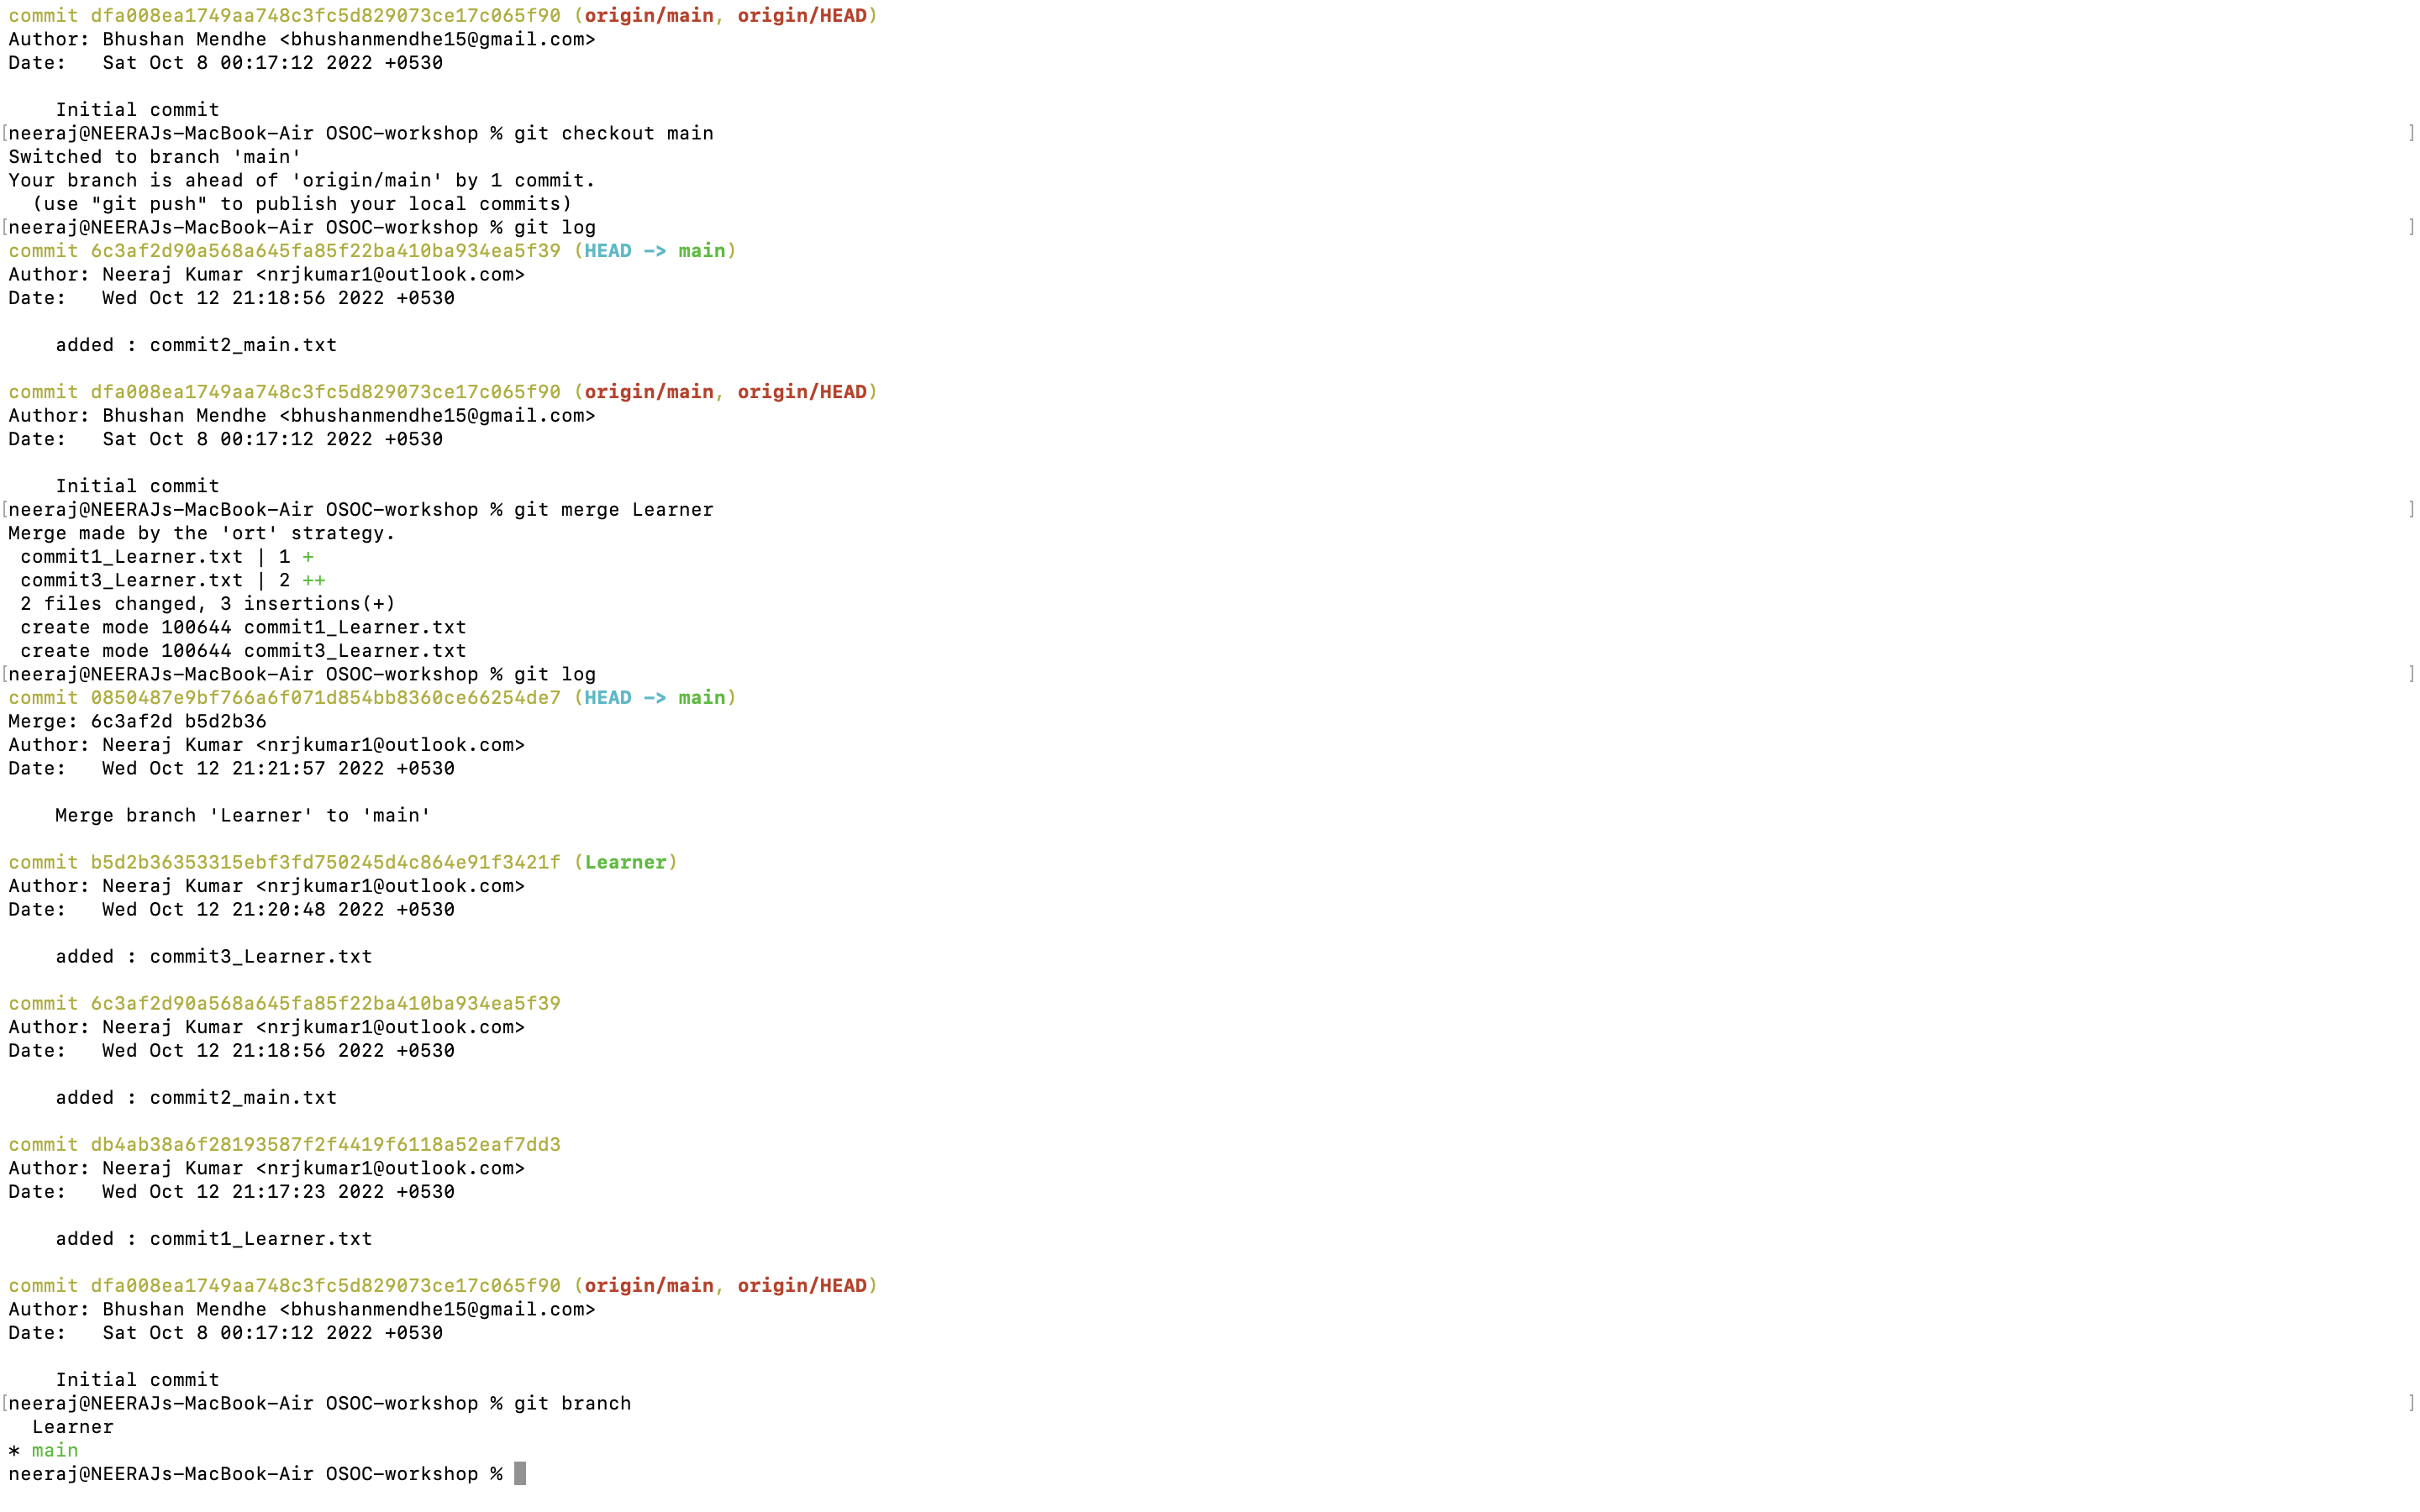 commit dfa008ea1749aa748c3fc5d829073ce17c065f90 (origin/main, origin/HEAD)
Author: Bhushan Mendhe <bhushanmendhe15@gmail.com>
Date:   Sat Oct 8 00:17:12 2022 +0530
    Initial commit
[neeraj@NEERAJs-MacBook-Air OSOC-workshop % git checkout main ]
Switched to branch 'main'
Your branch is ahead of 'origin/main' by 1 commit.
  (use "git push" to publish your local commits)
[neeraj@NEERAJs-MacBook-Air OSOC-workshop % git log ]
commit 6c3af2d90a568a645fa85f22ba410ba934ea5f39 (HEAD -> main)
Author: Neeraj Kumar <nrjkumar1@outlook.com>
Date:   Wed Oct 12 21:18:56 2022 +0530
    added : commit2_main.txt
commit dfa008ea1749aa748c3fc5d829073ce17c065f90 (origin/main, origin/HEAD)
Author: Bhushan Mendhe <bhushanmendhe15@gmail.com>
Date:   Sat Oct 8 00:17:12 2022 +0530
    Initial commit
[neeraj@NEERAJs-MacBook-Air OSOC-workshop % git merge Learner ]
Merge made by the 'ort' strategy.
 commit1_Learner.txt | 1 +
 commit3_Learner.txt | 2 ++
 2 files changed, 3 insertions(+)
 create mode 100644 commit1_Learner.txt
 create mode 100644 commit3_Learner.txt
[neeraj@NEERAJs-MacBook-Air OSOC-workshop % git log ]
commit 0850487e9bf766a6f071d854bb8360ce66254de7 (HEAD -> main)
Merge: 6c3af2d b5d2b36
Author: Neeraj Kumar <nrjkumar1@outlook.com>
Date:   Wed Oct 12 21:21:57 2022 +0530
    Merge branch 'Learner' to 'main'
commit b5d2b36353315ebf3fd750245d4c864e91f3421f (Learner)
Author: Neeraj Kumar <nrjkumar1@outlook.com>
Date:   Wed Oct 12 21:20:48 2022 +0530
    added : commit3_Learner.txt
commit 6c3af2d90a568a645fa85f22ba410ba934ea5f39
Author: Neeraj Kumar <nrjkumar1@outlook.com>
Date:   Wed Oct 12 21:18:56 2022 +0530
    added : commit2_main.txt
commit db4ab38a6f28193587f2f4419f6118a52eaf7dd3
Author: Neeraj Kumar <nrjkumar1@outlook.com>
Date:   Wed Oct 12 21:17:23 2022 +0530
    added : commit1_Learner.txt
commit dfa008ea1749aa748c3fc5d829073ce17c065f90 (origin/main, origin/HEAD)
Author: Bhushan Mendhe <bhushanmendhe15@gmail.com>
Date:   Sat Oct 8 00:17:12 2022 +0530
    Initial commit
[neeraj@NEERAJs-MacBook-Air OSOC-workshop % git branch ]
  Learner
* main
neeraj@NEERAJs-MacBook-Air OSOC-workshop %